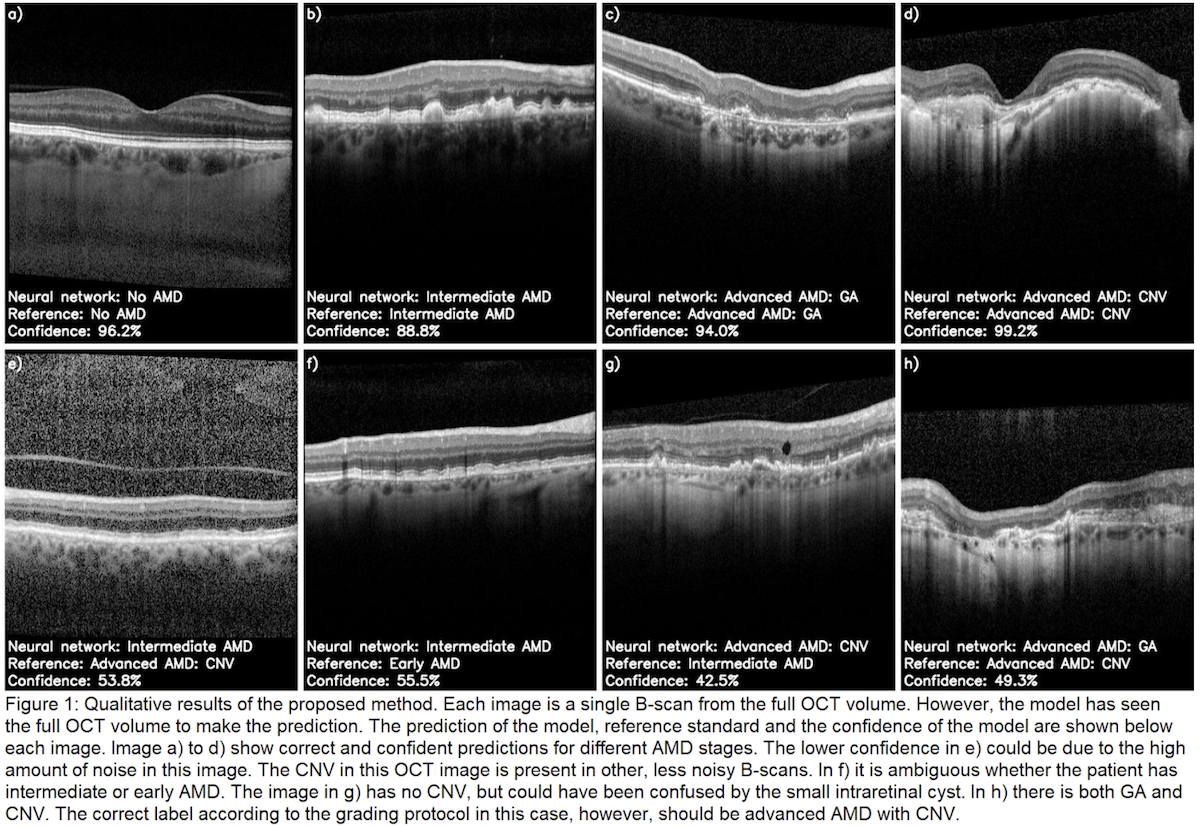 a)
b)
c)
d)
Neural network: No AMD
Reference: No AMD
Confidence: 96.2%
Neural network: Intermediate AMD
Reference: Intermediate AMD
Confidence: 88.8%
Neural network: Advanced AMD: GA
Reference: Advanced AMD: GA
Confidence: 94.0%
Neural network: Advanced AMD: CNV
Reference: Advanced AMD: CNV
Confidence: 99.2%
e)
f)
g)
h)
Neural network: Intermediate AMD
Reference: Advanced AMD: CNV
Confidence: 53.8%
Neural network: Intermediate AMD
Reference: Early AMD
Confidence: 55.5%
Neural network: Advanced AMD: CNV
Reference: Intermediate AMD
Confidence: 42.5%
Neural network: Advanced AMD: GA
Reference: Advanced AMD: CNV
Confidence: 49.3%
Figure 1: Qualitative results of the proposed method. Each image is a single B-scan from the full OCT volume. However, the model has seen
the full OCT volume to make the prediction. The prediction of the model, reference standard and the confidence of the model are shown below
each image. Image a) to d) show correct and confident predictions for different AMD stages. The lower confidence in e) could be due to the high
amount of noise in this image. The CNV in this OCT image is present in other, less noisy B-scans. In f) it is ambiguous whether the patient has
intermediate or early AMD. The image in g) has no CNV, but could have been confused by the small intraretinal cyst. In h) there is both GA and
CNV. The correct label according to the grading protocol in this case, however, should be advanced AMD with CNV.